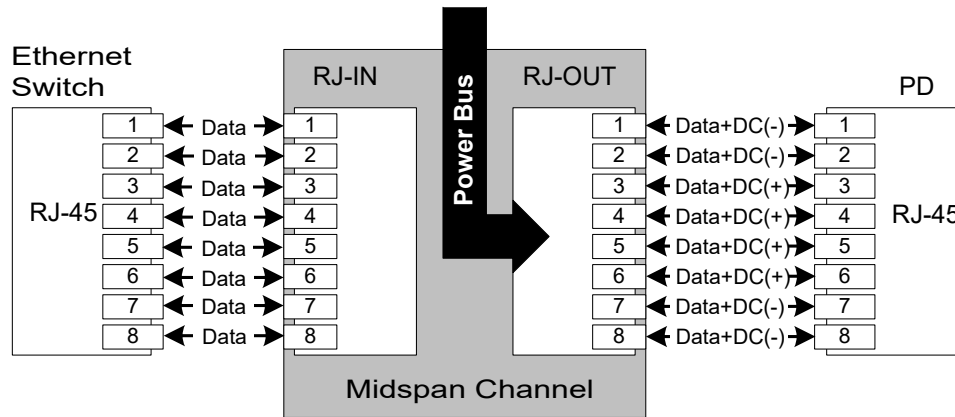 Ethernet
Switch
RJ-IN
Power Bus
RJ-OUT
PD
1 Data 1 1 Data+DC(-) 1
2 Data 2 2 Data+DC(-) 2
3 Data 3 3 Data+DC(+) 3
RJ-45 4 Data 4 4 Data+DC(+) 4 RJ-45
5 Data 5 5 Data+DC(+) 5
6 Data 6 6 Data+DC(+) 6
7 Data 7 7 Data+DC(-) 7
8 Data 8 8 Data+DC(-) 8
Midspan Channel